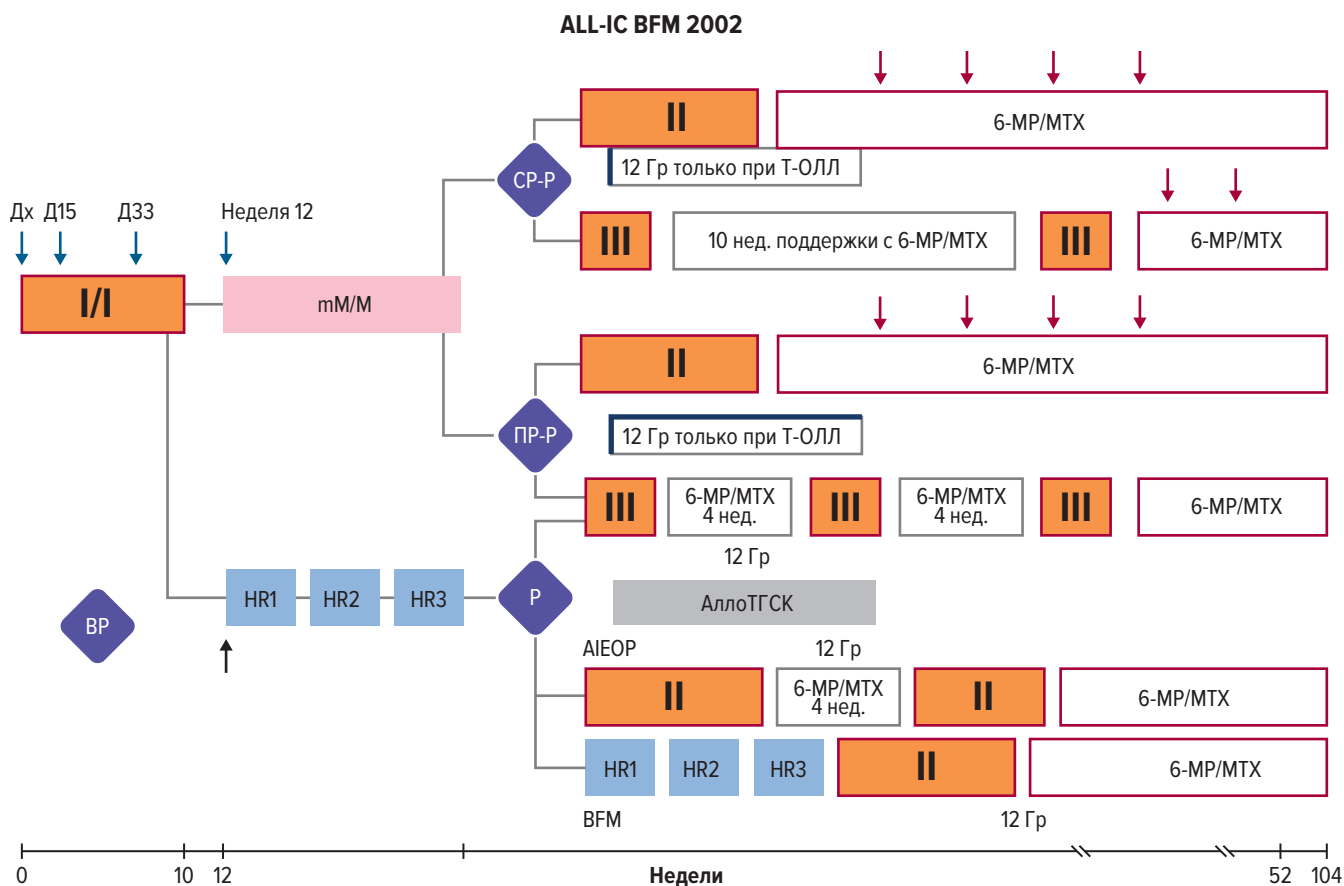 ALL-IC BFM 2002
II
6-MP/MTX
СР-Р
12 Гр только при Т-ОЛЛ
Дх Д15 Д33 Неделя 12
III
10 нед. поддержки с 6-MP/MTX
III
6-MP/MTX
I/I
mM/M
II
6-MP/MTX
ПР-Р
12 Гр только при Т-ОЛЛ
III
6-MP/MTX
4 нед.
III
6-MP/MTX
4 нед.
III
6-MP/MTX
12 Гр
HR1
HR2
HR3
Р
АллоТГСК
ВР
AIEOP
12 Гр
II
6-MP/MTX
4 нед.
II
6-MP/MTX
HR1
HR2
HR3
II
6-MP/MTX
BFM
12 Гр
0 10 12 Недели 52 104